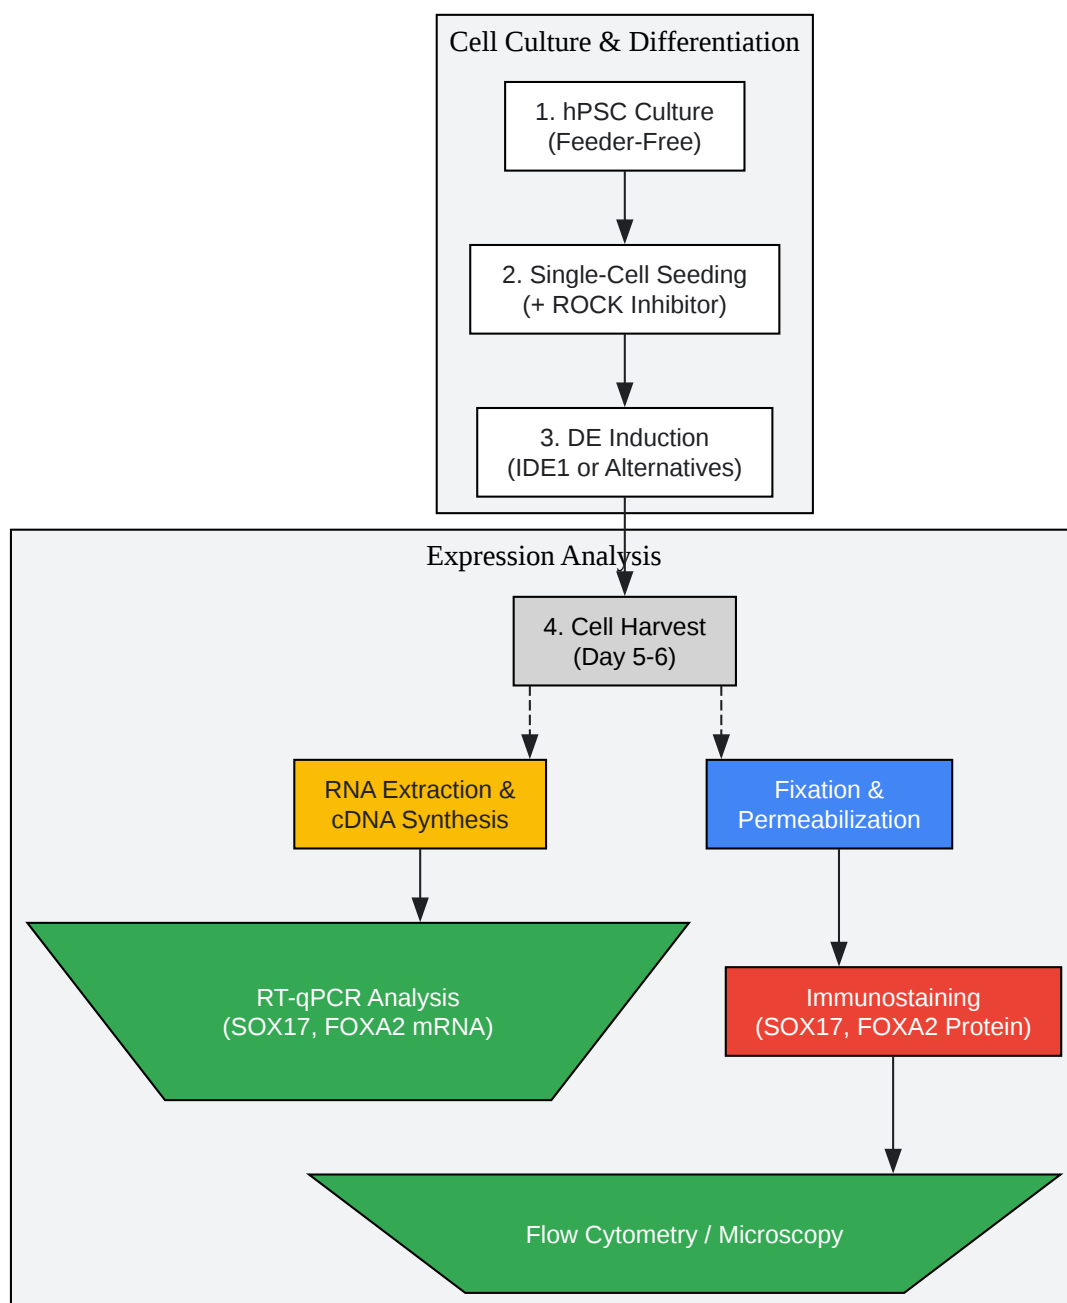 Cell Culture & Differentiation
1. hPSC Culture
(Feeder-Free)
2. Single-Cell Seeding
(+ ROCK Inhibitor)
3. DE Induction
(IDE1 or Alternatives)
Expression Analysis
4. Cell Harvest
(Day 5-6)
RNA Extraction &
cDNA Synthesis
Fixation &
Permeabilization
RT-qPCR Analysis
(SOX17, FOXA2 mRNA)
Immunostaining
(SOX17, FOXA2 Protein)
Flow Cytometry / Microscopy